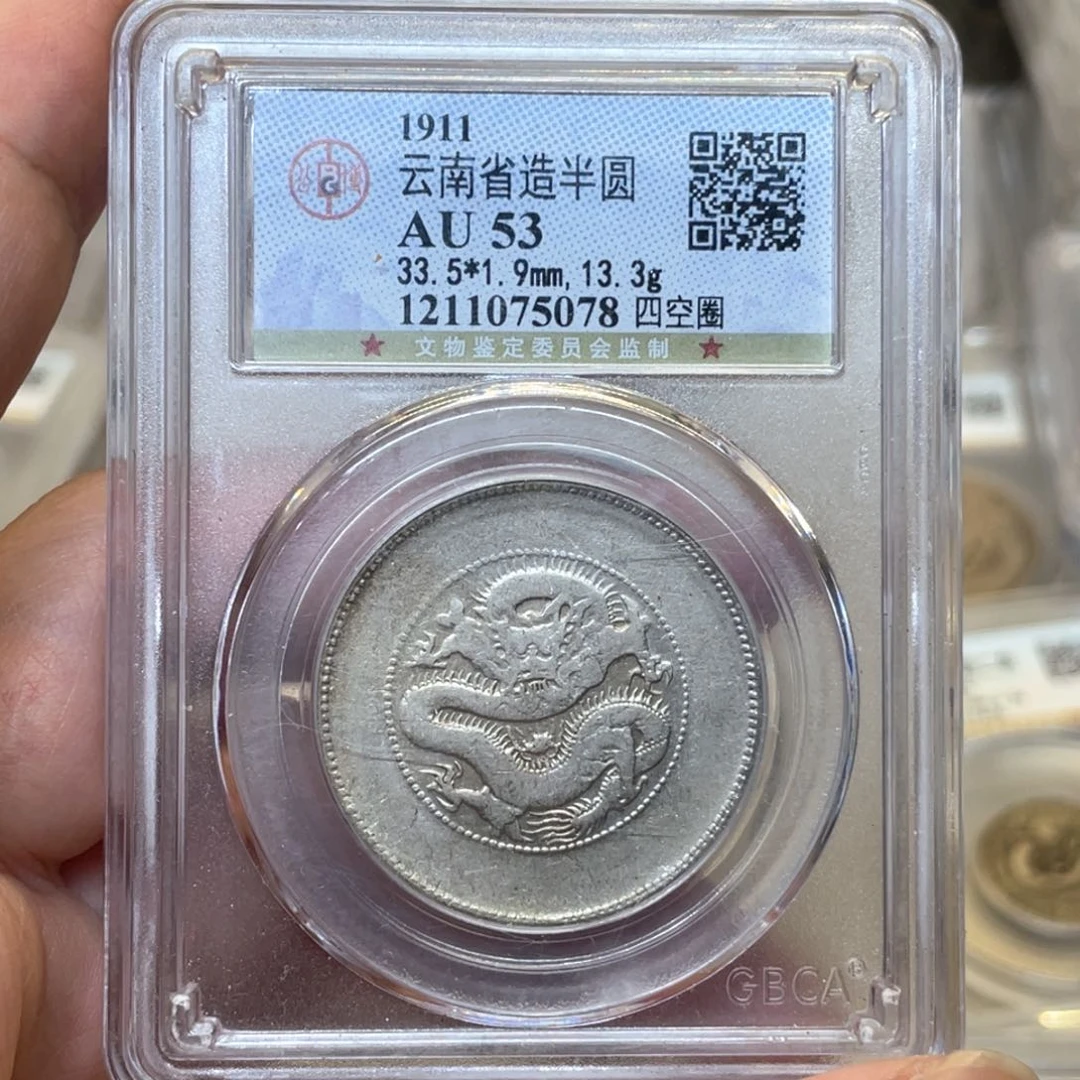 1911
云南省造半圆
AU 53
33.5*1.9mm,13.3g
1211075078 四空圈
★ 文物鉴定委员会监制 ★
GBCA®